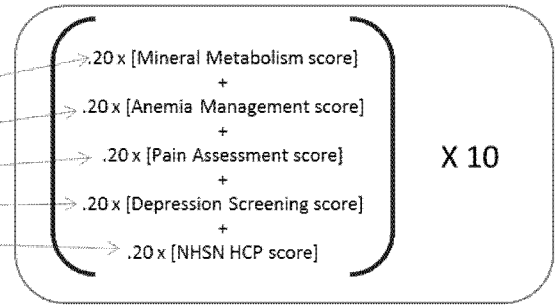 .20 x [Mineral Metabolism score]
+
.20 x [Anemia Management score]
+
.20 x [Pain Assessment score]
+
.20 x [Depression Screening score]
+
.20 x [NHSN HCP score]
X 10